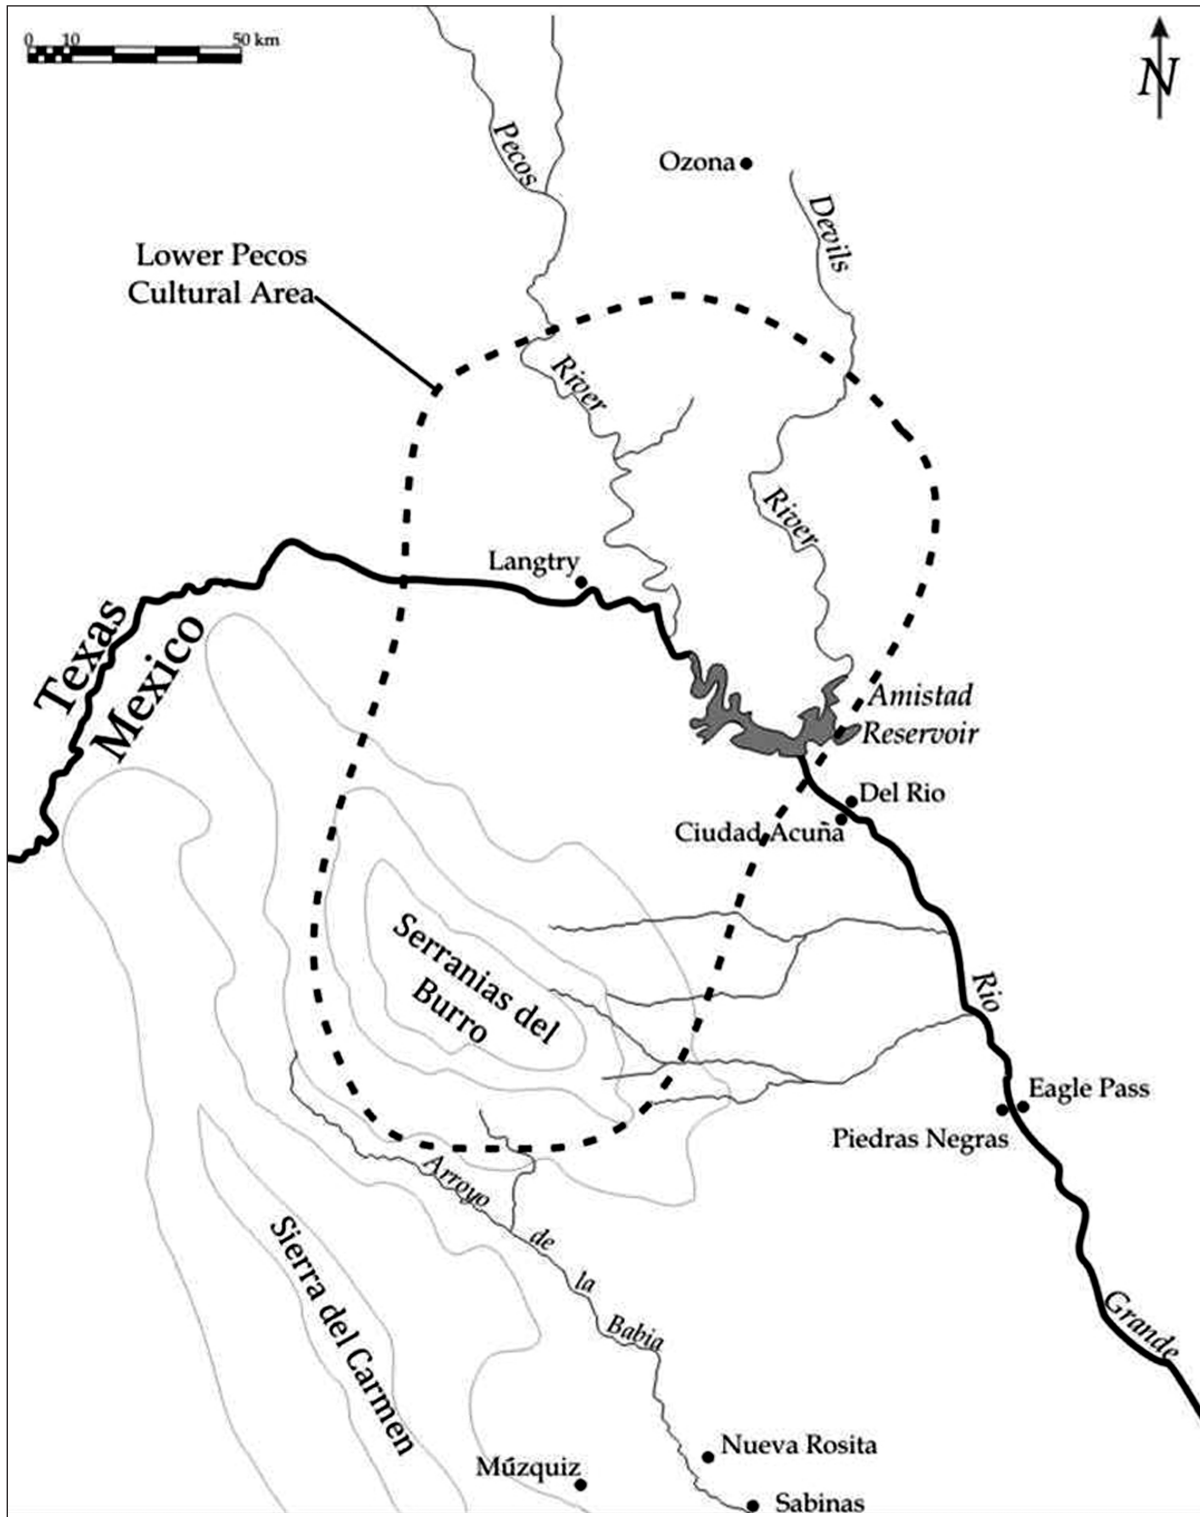 0 10 50 km
N
Pecos
Ozona
Devils
Lower Pecos
Cultural Area
River
River
Langtry
Texas
Mexico
Amistad
Reservoir
Del Rio
Ciudad Acuña
Serranias del
Burro
Rio
Eagle Pass
Piedras Negras
Arroyo
de
la
Babia
Sierra del Carmen
Grande
Nueva Rosita
Múzquiz
Sabinas